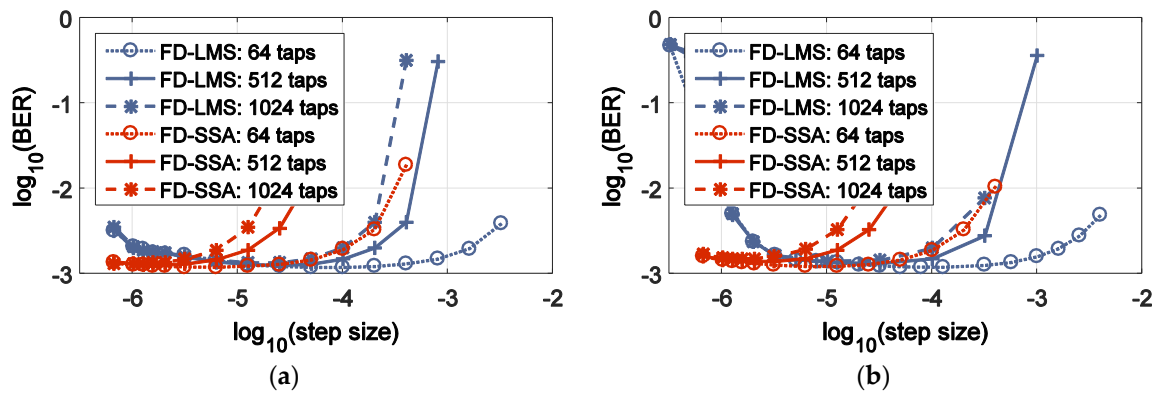 0
-1
-2
-3
-6
-5
-4
-3
-2
log10(BER)
log10(step size)
FD-LMS: 64 taps
FD-LMS: 512 taps
FD-LMS: 1024 taps
FD-SSA: 64 taps
FD-SSA: 512 taps
FD-SSA: 1024 taps
(a)
0
-1
-2
-3
-6
-5
-4
-3
-2
log10(BER)
log10(step size)
FD-LMS: 64 taps
FD-LMS: 512 taps
FD-LMS: 1024 taps
FD-SSA: 64 taps
FD-SSA: 512 taps
FD-SSA: 1024 taps
(b)